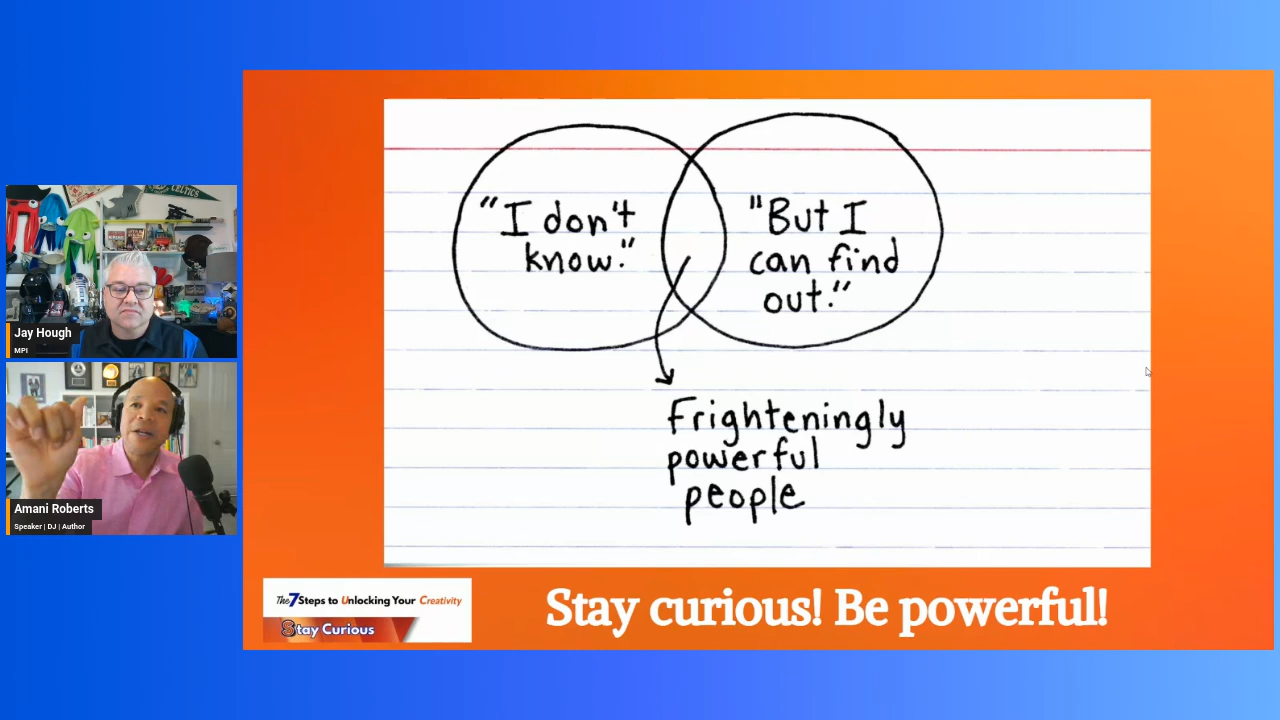 "I don't
know."
"But I
can find
out."
Frighteningly
powerful
people
CELTICS
Jay Hough
MPI
Amani Roberts
Speaker | DJ | Author
The 7 Steps to Unlocking Your Creativity
Stay Curious
Stay curious! Be powerful!